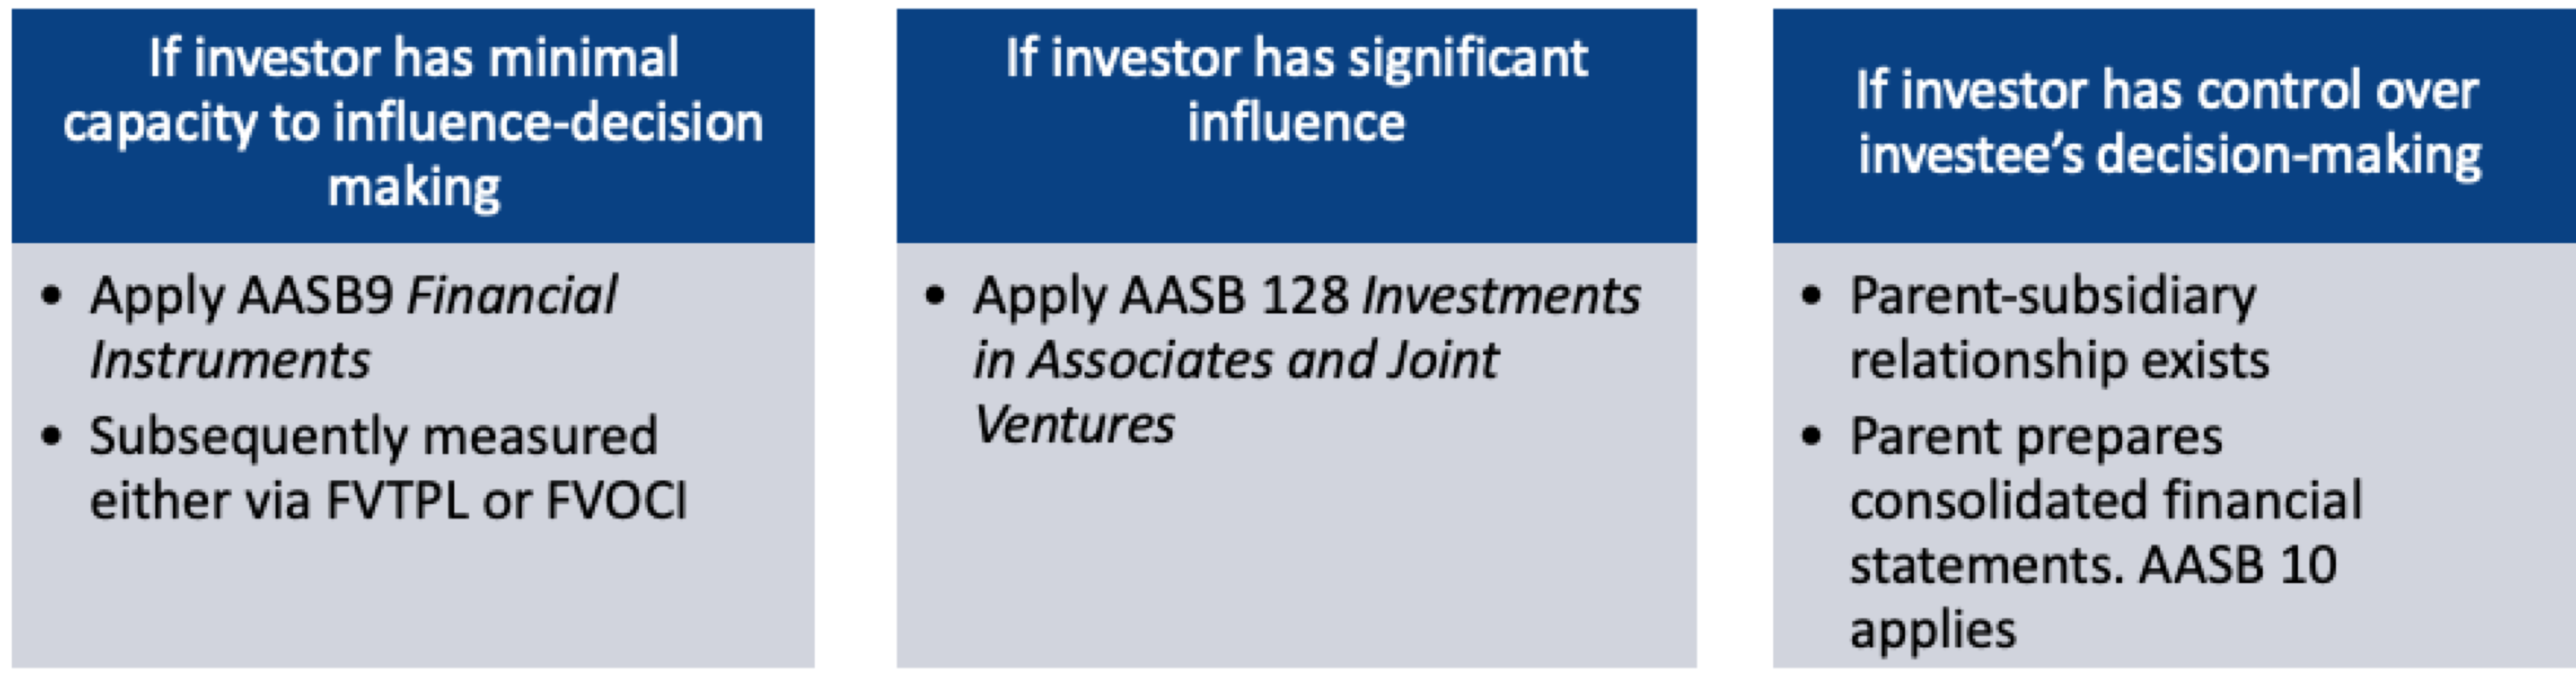 If investor has minimal
capacity to influence-decision
making
• Apply AASB9 Financial
Instruments
• Subsequently measured
either via FVTPL or FVOCI
If investor has significant
influence
• Apply AASB 128 Investments
in Associates and Joint
Ventures
If investor has control over
investee’s decision-making
• Parent-subsidiary
relationship exists
• Parent prepares
consolidated financial
statements. AASB 10
applies